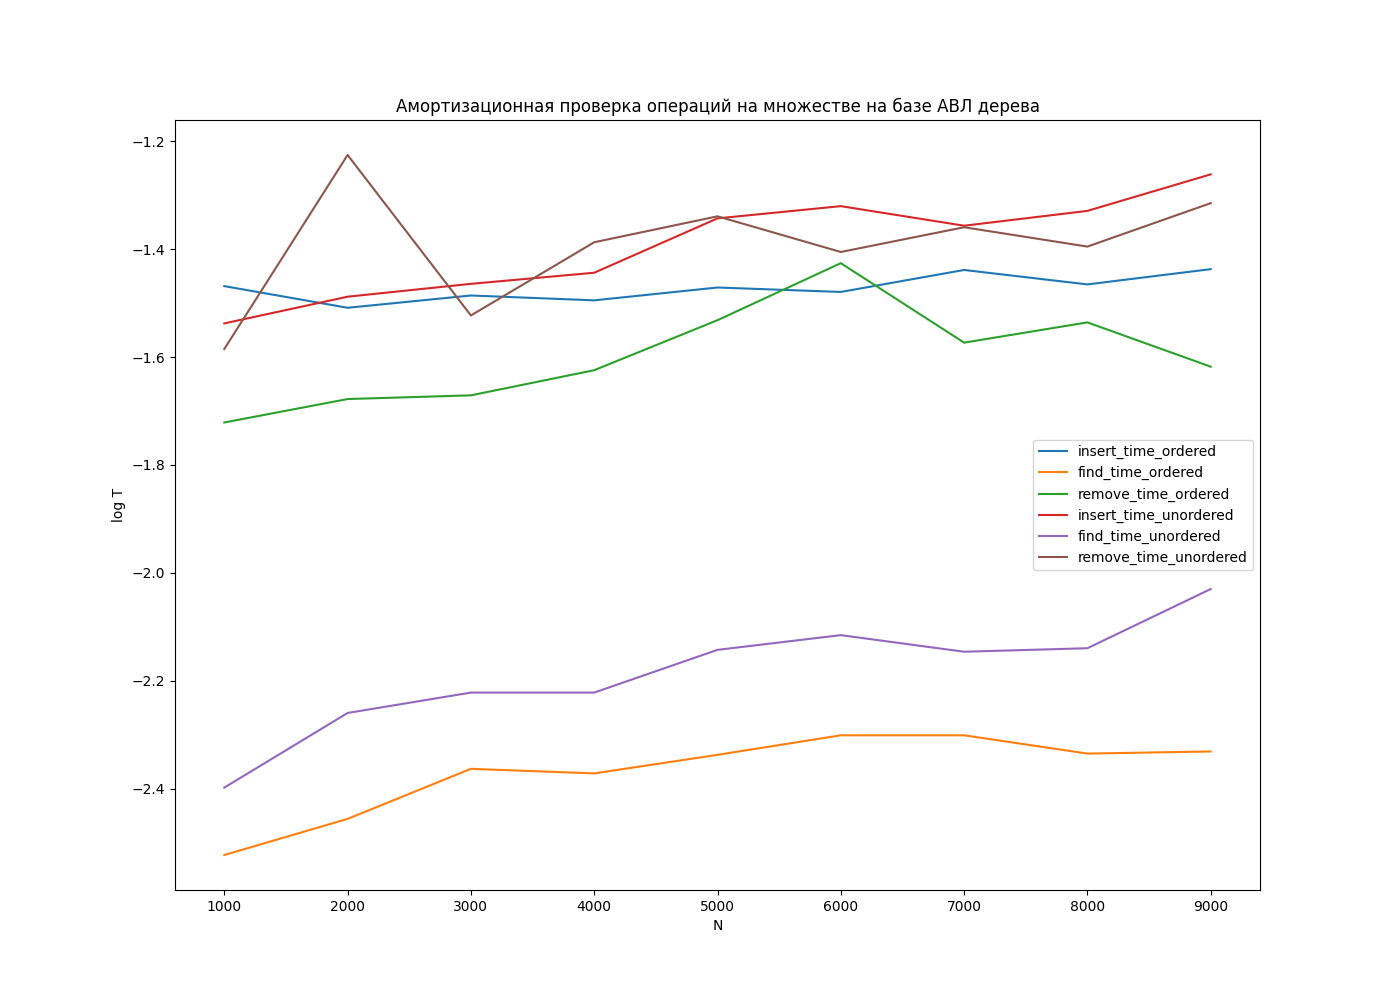 Амортизационная проверка операций на множестве на базе АВЛ дерева
−1.2
−1.4
−1.6
−1.8
−2.0
−2.2
−2.4
log T
insert_time_ordered
find_time_ordered
remove_time_ordered
insert_time_unordered
find_time_unordered
remove_time_unordered
1000 2000 3000 4000 5000 6000 7000 8000 9000
N